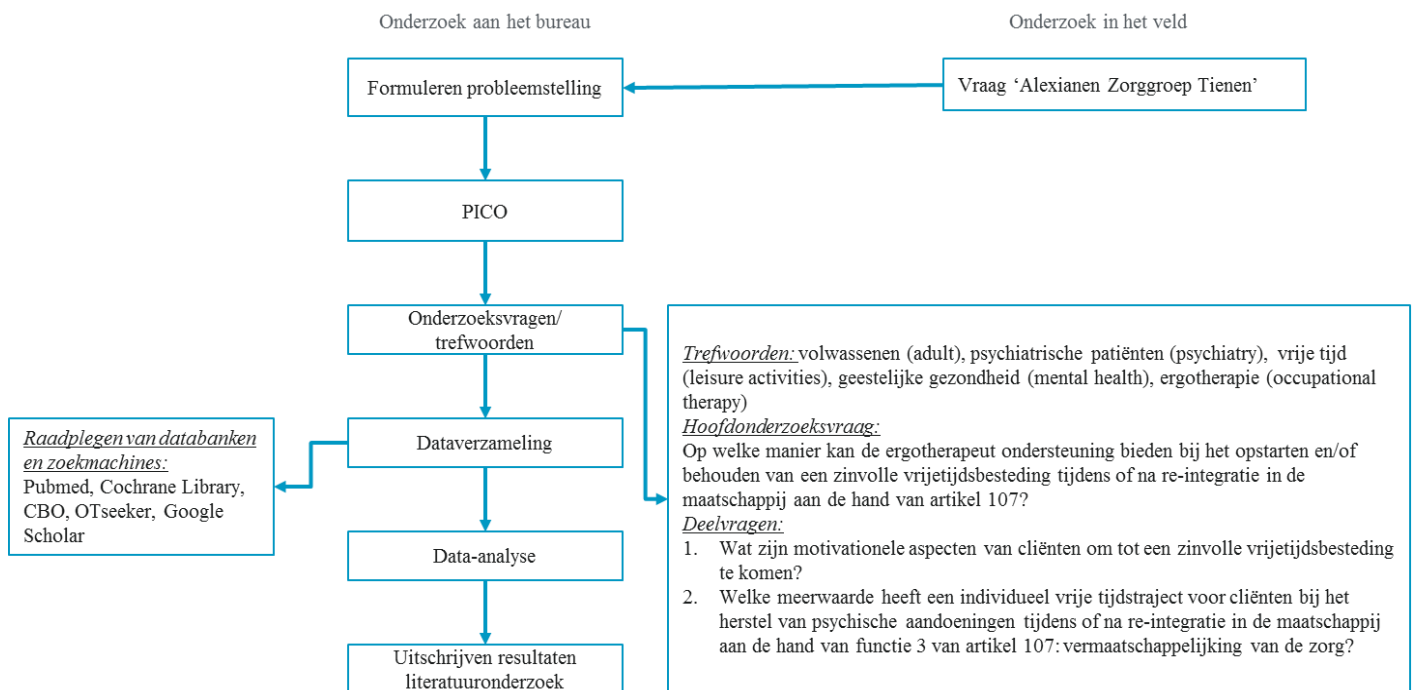 Onderzoek aan het bureau
Onderzoek in het veld
Formuleren probleemstelling
Vraag ‘Alexianen Zorggroep Tienen’
PICO
Onderzoeksvragen/
trefwoorden
Trefwoorden: volwassenen (adult), psychiatrische patiënten (psychiatry), vrije tijd
(leisure activities), geestelijke gezondheid (mental health), ergotherapie (occupational
therapy)
Hoofdonderzoeksvraag:
Op welke manier kan de ergotherapeut ondersteuning bieden bij het opstarten en/of
behouden van een zinvolle vrijetijdsbesteding tijdens of na re-integratie in de
maatschappij aan de hand van artikel 107?
Deelvragen:
1. Wat zijn motivationele aspecten van cliënten om tot een zinvolle vrijetijdsbesteding
te komen?
2. Welke meerwaarde heeft een individueel vrije tijdstraject voor cliënten bij het
herstel van psychische aandoeningen tijdens of na re-integratie in de maatschappij
aan de hand van functie 3 van artikel 107: vermaatschappelijking van de zorg?
Dataverzameling
Raadplegen van databanken
en zoekmachines:
Pubmed, Cochrane Library,
CBO, OTseeker, Google
Scholar
Data-analyse
Uitschrijven resultaten
literatuuronderzoek